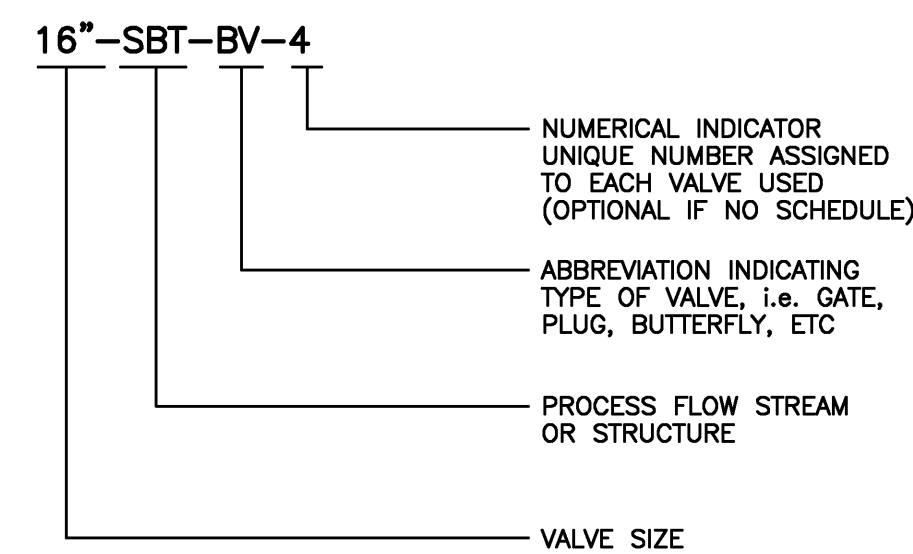 16"-SBT-BV-4
NUMERICAL INDICATOR
UNIQUE NUMBER ASSIGNED
TO EACH VALVE USED
(OPTIONAL IF NO SCHEDULE)
ABBREVIATION INDICATING
TYPE OF VALVE, i.e. GATE,
PLUG, BUTTERFLY, ETC
PROCESS FLOW STREAM
OR STRUCTURE
VALVE SIZE